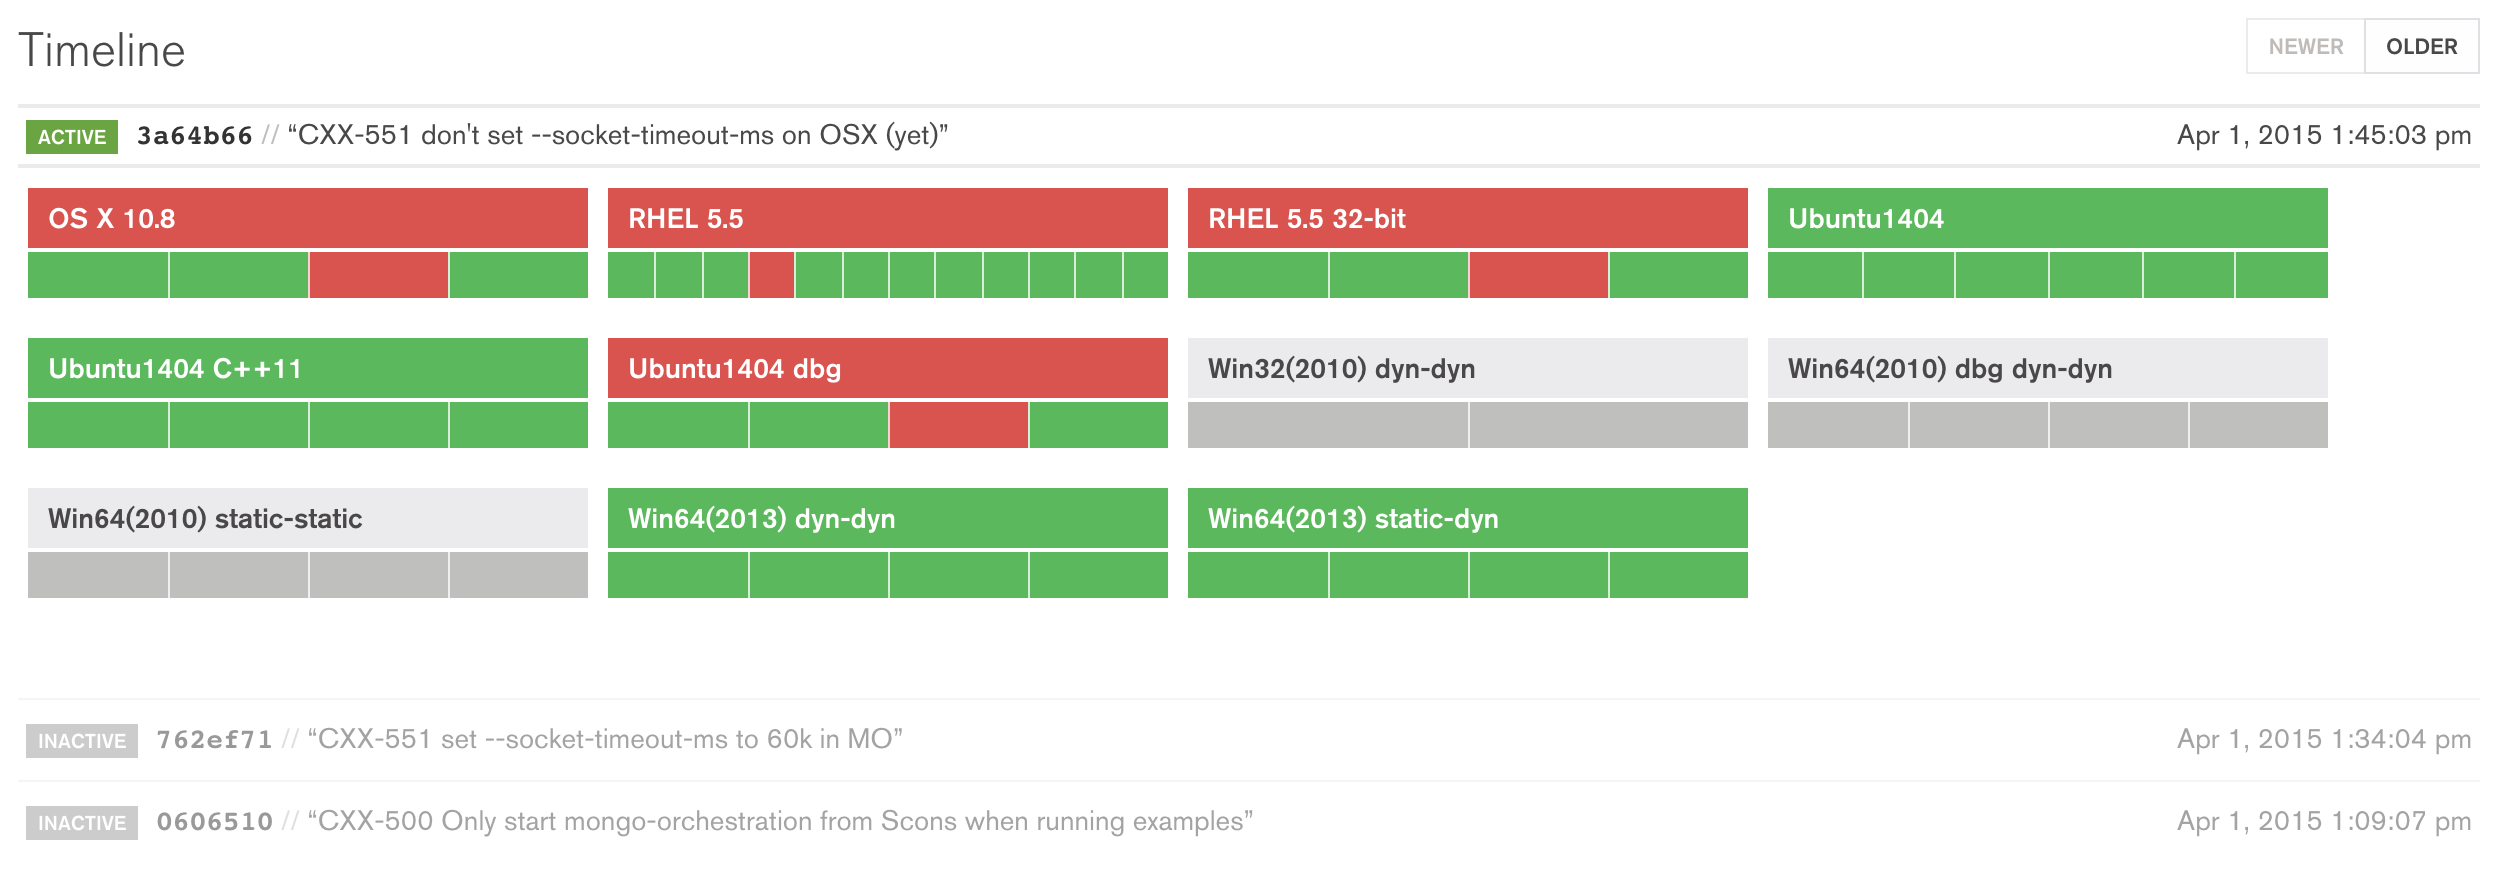 Timeline
NEWER OLDER
ACTIVE 3a64b66 // “CXX-551 don't set --socket-timeout-ms on OSX (yet)” Apr 1, 2015 1:45:03 pm
OS X 10.8 RHEL 5.5 RHEL 5.5 32-bit Ubuntu1404
Ubuntu1404 C++11 Ubuntu1404 dbg Win32(2010) dyn-dyn Win64(2010) dbg dyn-dyn
Win64(2010) static-static Win64(2013) dyn-dyn Win64(2013) static-dyn
INACTIVE 762ef71 // “CXX-551 set --socket-timeout-ms to 60k in MO” Apr 1, 2015 1:34:04 pm
INACTIVE 0606510 // “CXX-500 Only start mongo-orchestration from Scons when running examples” Apr 1, 2015 1:09:07 pm